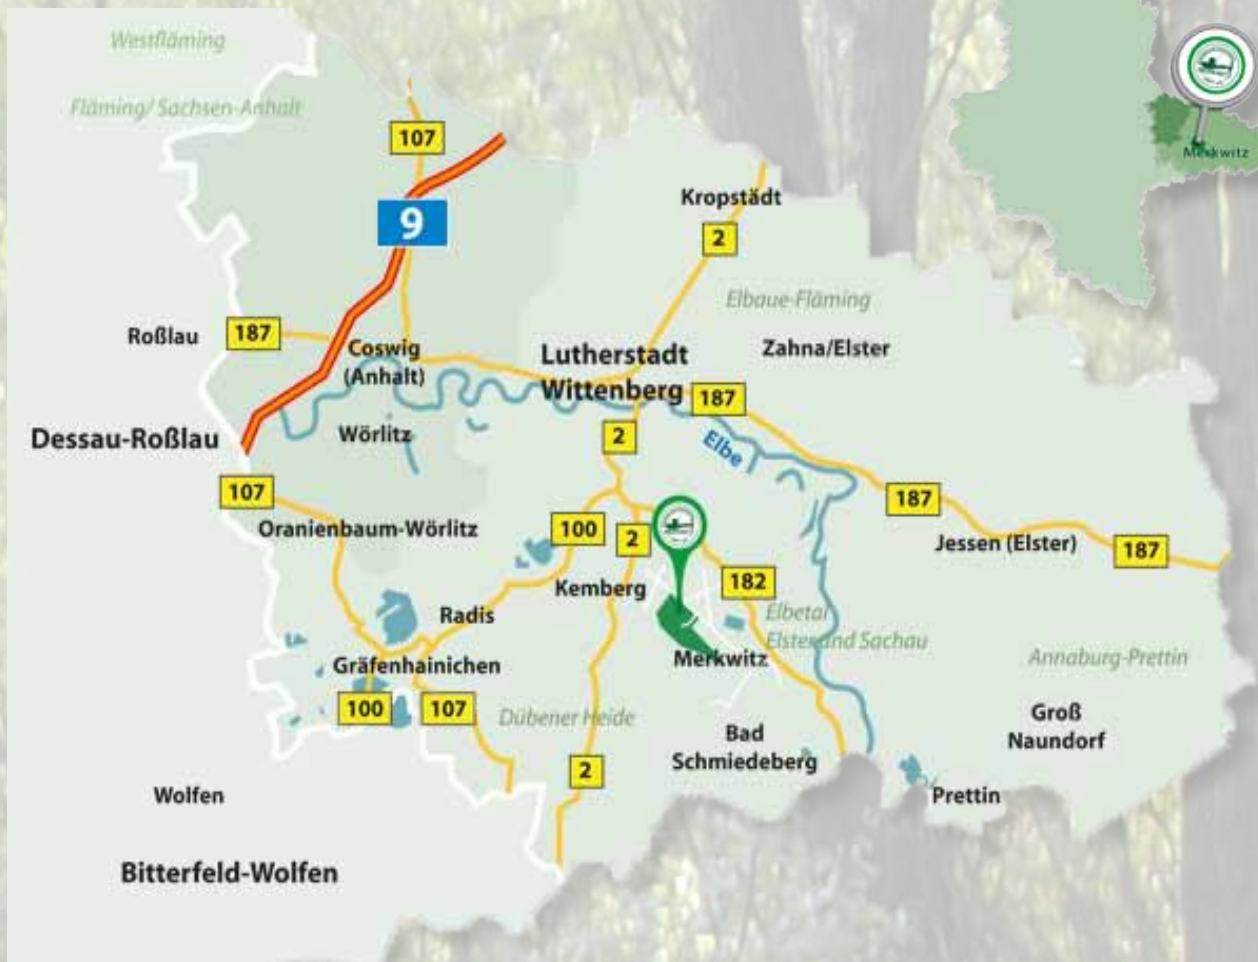 Westfläming
Fläming/ Sachsen-Anhalt
107
9
Kropstädt
2
Merkwitz
Elbaue-Fläming
Roßlau
187
Coswig
(Anhalt)
Lutherstadt
Wittenberg
Zahna/Elster
187
Dessau-Roßlau
Wörlitz
2
Elbe
107
187
Oranienbaum-Wörlitz
100
2
Jessen (Elster)
187
Kemberg
182
Radis
Elbetal
Elster and Sachau
Merkwitz
Annaburg-Prettin
Gräfenhainichen
100
107
Dübener Heide
Groß
Naundorf
Bad
Schmiedeberg
2
Wolfen
Prettin
Bitterfeld-Wolfen